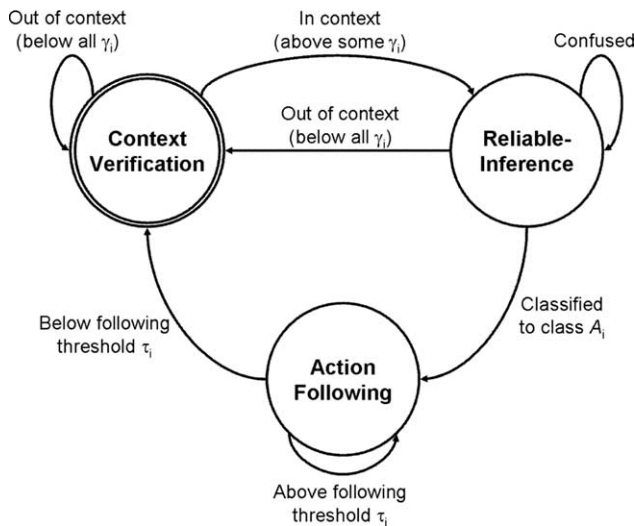 Out of context
(below all γᵢ)
In context
(above some γᵢ)
Confused
Out of context
(below all γᵢ)
Context
Verification
Reliable-
Inference
Below following
threshold τᵢ
Classified
to class Aᵢ
Action
Following
Above following
threshold τᵢ